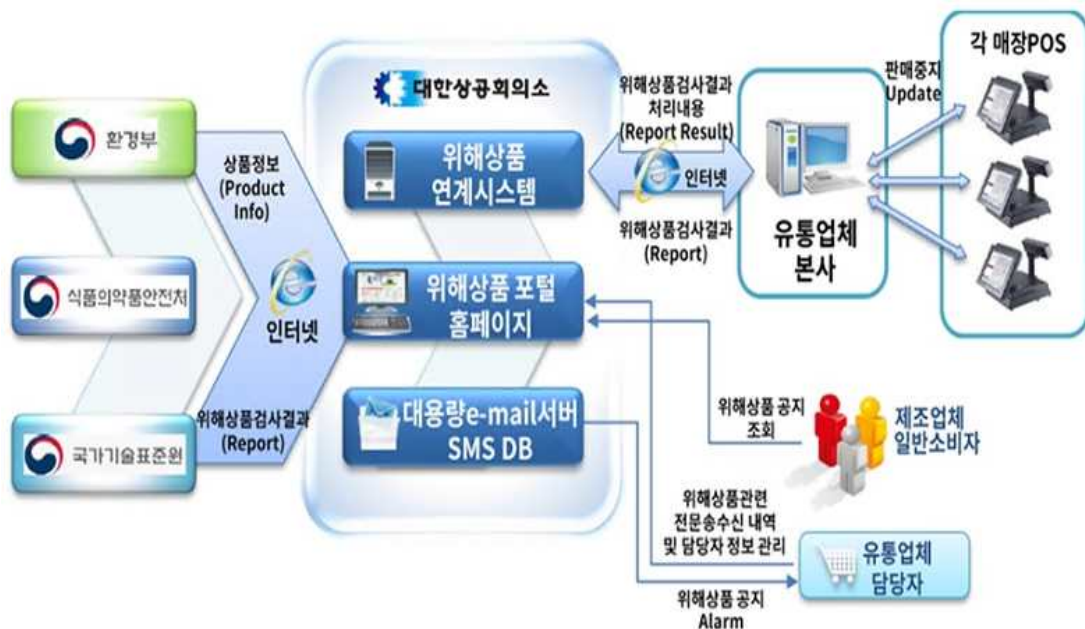 환경부
식품의약품안전처
국가기술표준원
상품정보
(Product
Info)
인터넷
위해상품검사결과
(Report)
대한상공회의소
위해상품
연계시스템
위해상품 포털
홈페이지
대용량e-mail서버
SMS DB
위해상품검사결과
처리내용
(Report Result)
인터넷
위해상품검사결과
(Report)
유통업체
본사
판매중지
Update
각 매장POS
위해상품 공지
조회
제조업체
일반소비자
위해상품관련
전문송수신 내역
및 담당자 정보 관리
유통업체
담당자
위해상품 공지
Alarm